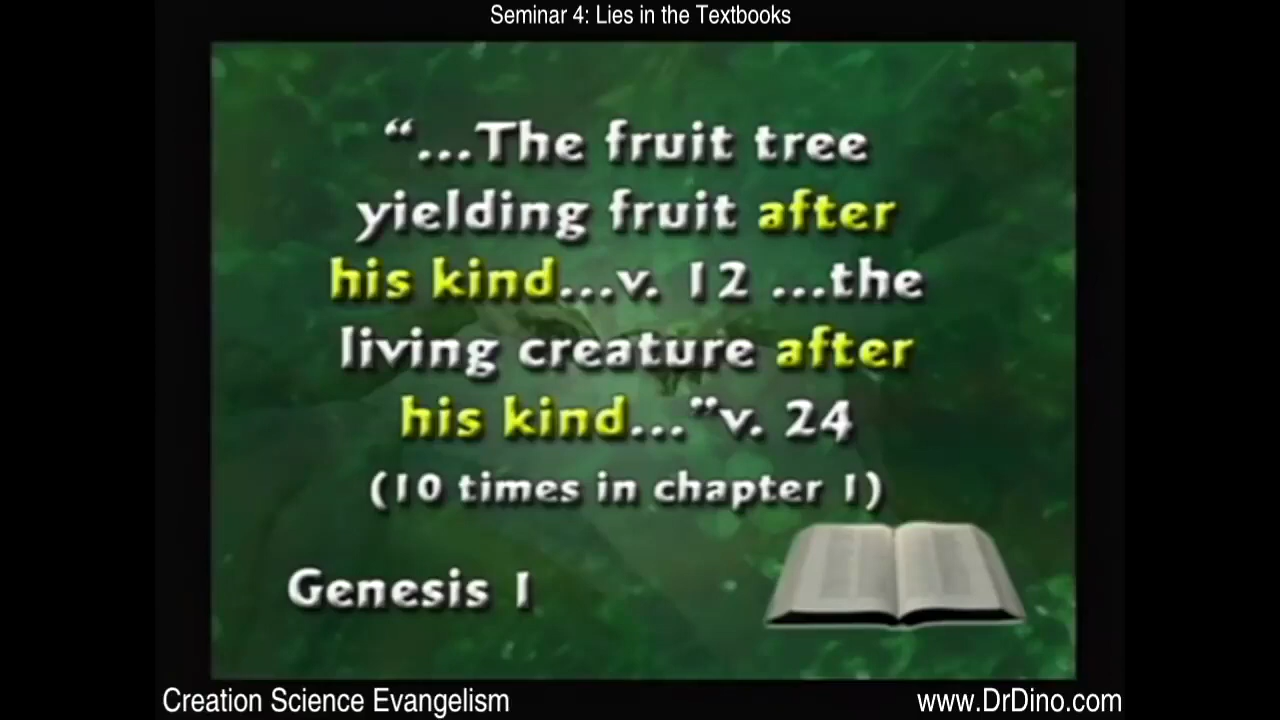 Seminar 4: Lies in the Textbooks
“...The fruit tree
yielding fruit after
his kind...v. 12 ...the
living creature after
his kind...”v. 24
(10 times in chapter 1)
Genesis 1
Creation Science Evangelism
www.DrDino.com